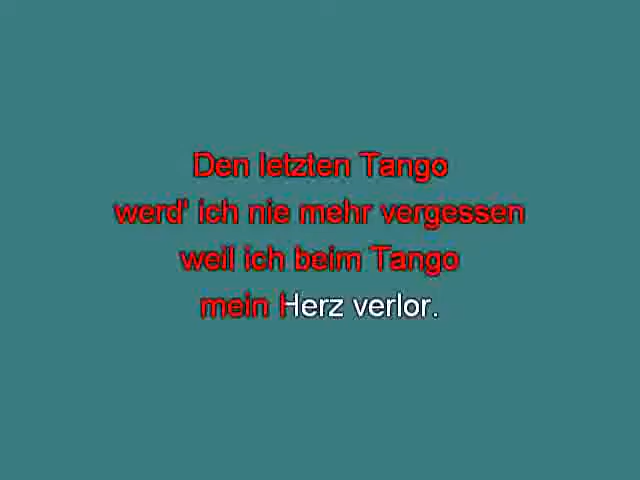 Den letzten Tango
werd' ich nie mehr vergessen
weil ich beim Tango
mein Herz verlor.